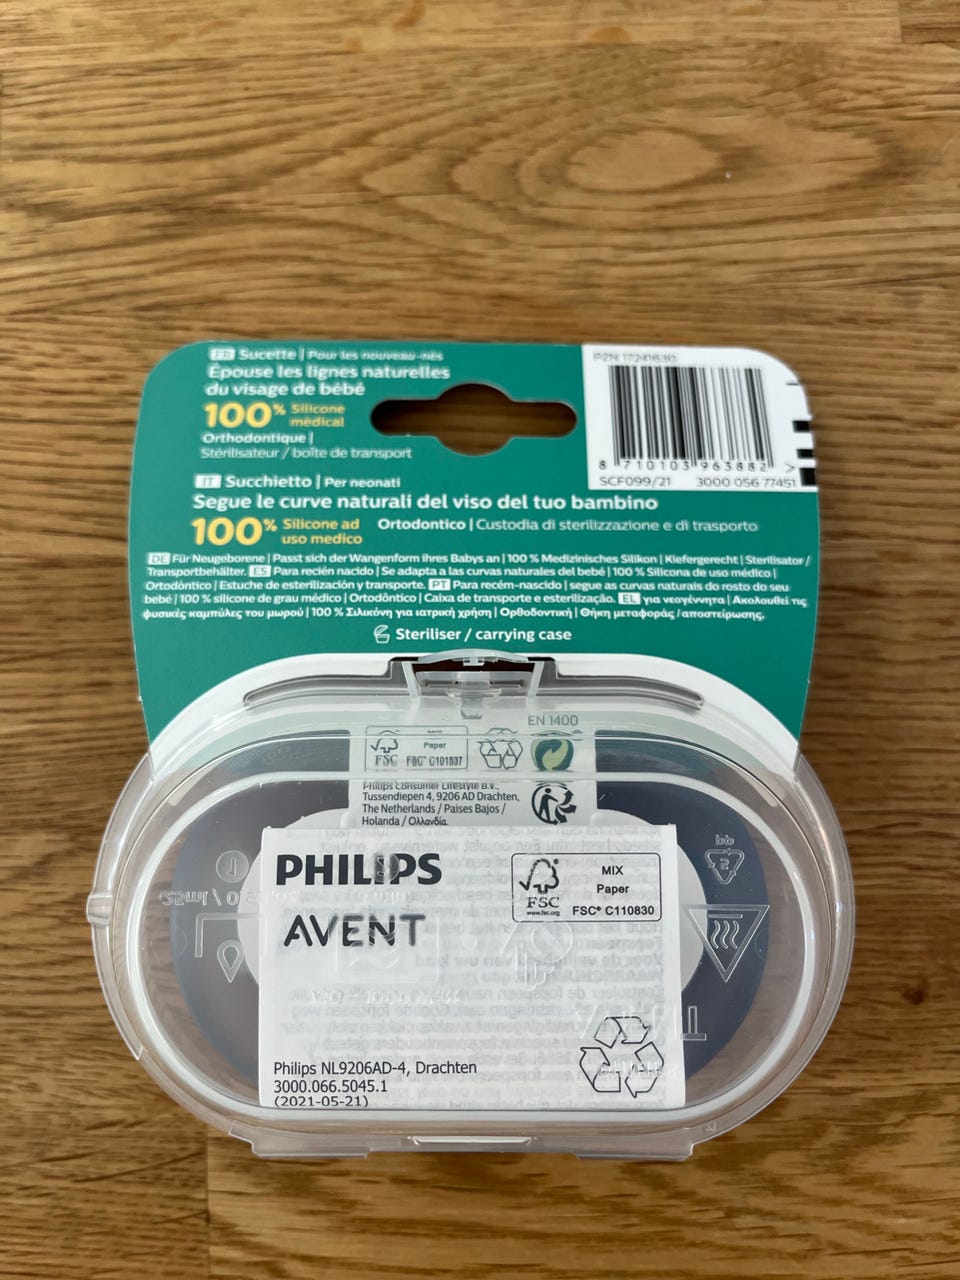 FR Sucette | Pour les nouveau-nés
Épouse les lignes naturelles
du visage de bébé
100% Silicone
médical
Orthodontique |
Stérilisateur / boîte de transport
8 710103 963882 >
SCF099/21 3000 056 77451
IT Succhietto | Per neonati
Segue le curve naturali del viso del tuo bambino
100% Silicone ad
uso medico
Ortodontico | Custodia di sterilizzazione e di trasporto
DE Für Neugeborene | Passt sich der Wangenform ihres Babys an | 100 % Medizinisches Silikon | Kiefergerecht | Sterilisator /
Transportbehälter. ES Para recién nacido | Se adapta a las curvas naturales del bebé | 100 % Silicona de uso médico |
Ortodóntico | Estuche de esterilización y transporte. PT Para recém-nascido | segue as curvas naturais do rosto do seu
bebé | 100 % silicone de grau médico | Ortodôntico | Caixa de transporte e esterilização. EL για νεογέννητα | Ακολουθεί τις
φυσικές καμπύλες του μωρού | 100 % Σιλικόνη για ιατρική χρήση | Ορθοδοντική | Θήκη μεταφοράς / αποστείρωσης.
Steriliser / carrying case
EN 1400
FSC
Paper
FSC® C101537
Philips Consumer Lifestyle B.V.,
Tussendiepen 4, 9206 AD Drachten,
The Netherlands / Países Bajos /
Holanda / Ολλανδία.
PHILIPS
AVENT
FSC
www.fsc.org
MIX
Paper
FSC® C110830
Philips NL9206AD-4, Drachten
3000.066.5045.1
(2021-05-21)